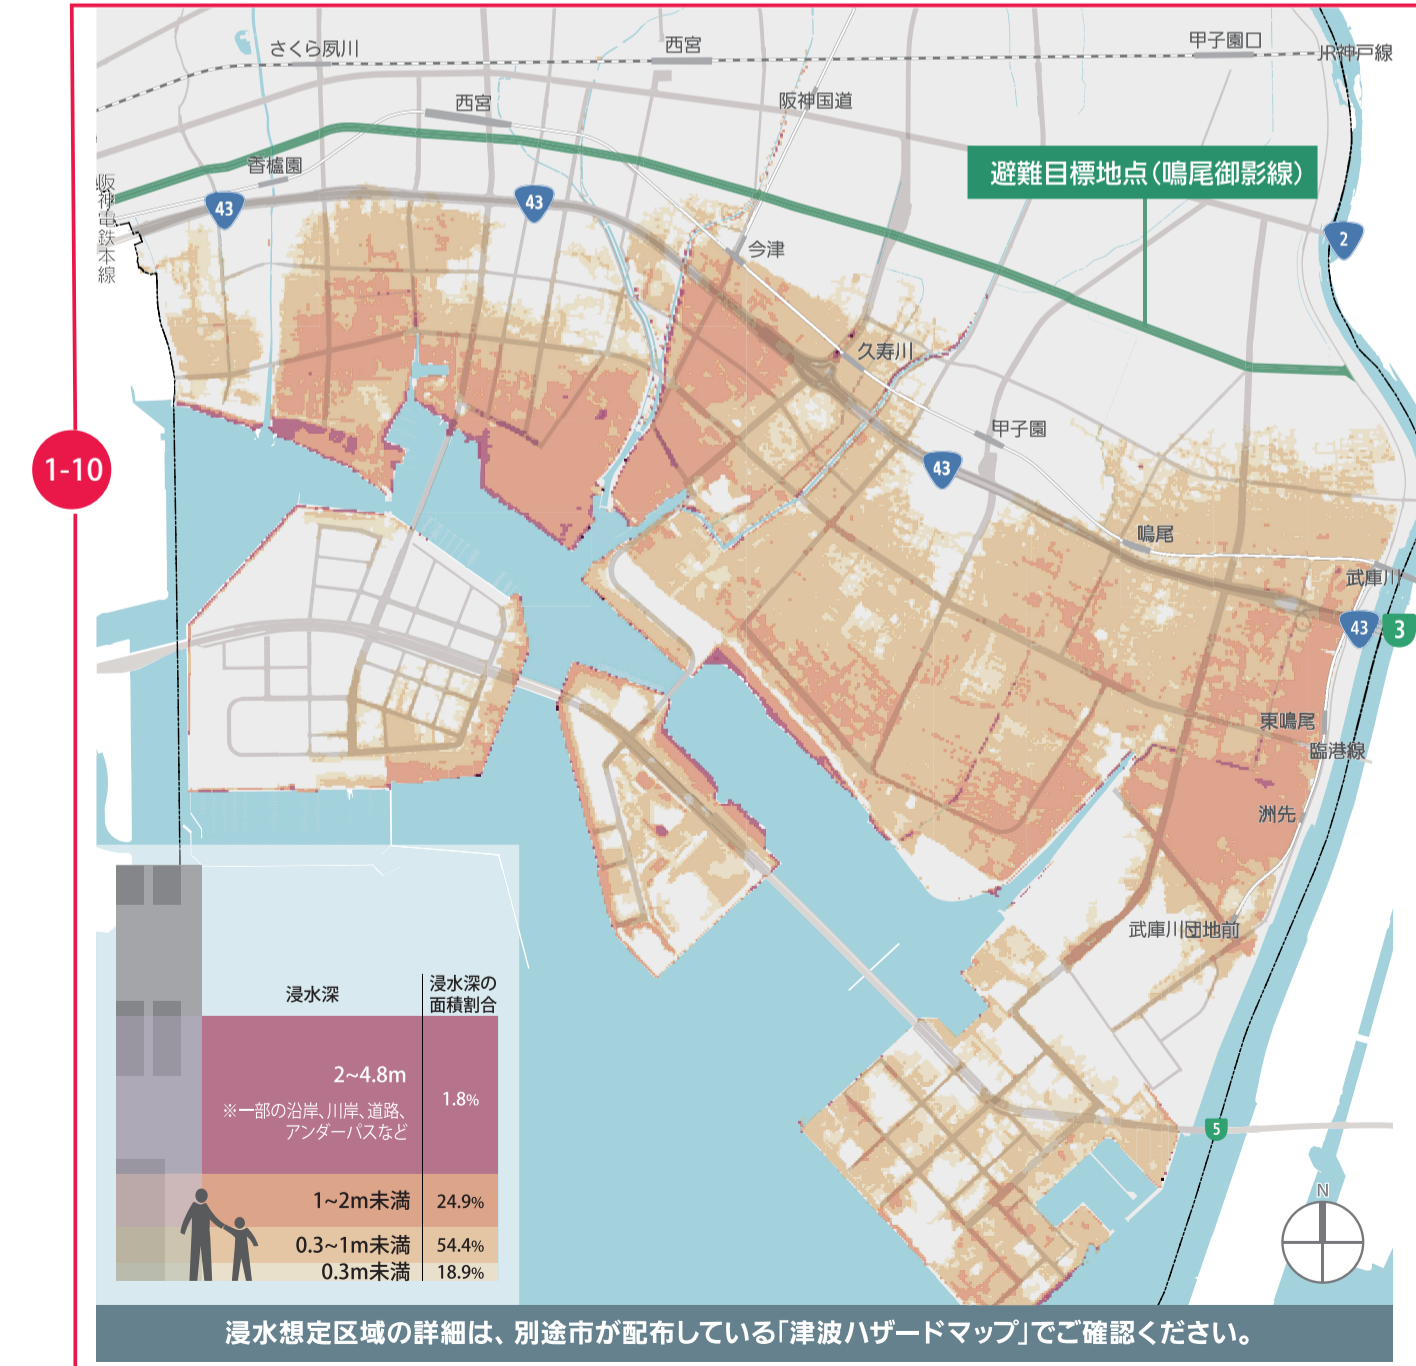 さくら夙川
西宮
甲子園口
JR神戸線
西宮
阪神国道
香櫨園
避難目標地点(鳴尾御影線)
阪神電鉄本線
43
43
2
今津
久寿川
甲子園
1-10
43
鳴尾
武庫川
43
3
東鳴尾
臨港線
洲先
武庫川団地前
浸水深
浸水深の
面積割合
2~4.8m
1.8%
※一部の沿岸、川岸、道路、
アンダーパスなど
1~2m未満
24.9%
0.3~1m未満
54.4%
0.3m未満
18.9%
5
N
浸水想定区域の詳細は、別途市が配布している「津波ハザードマップ」でご確認ください。